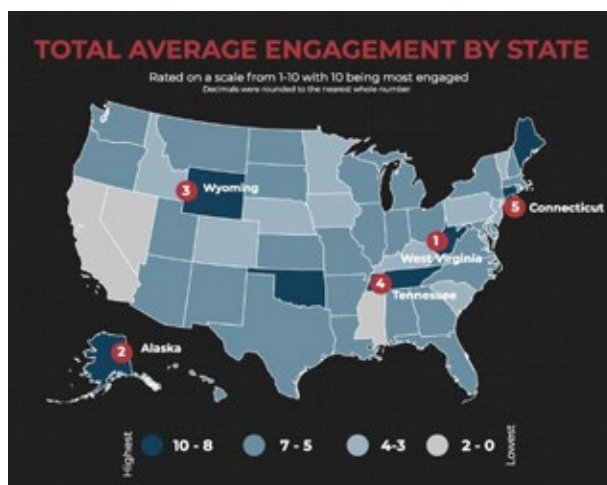 TOTAL AVERAGE ENGAGEMENT BY STATE
Rated on a scale from 1-10 with 10 being most engaged
Decimals were rounded to the nearest whole number
3 Wyoming
5 Connecticut
1
West Virginia
4
Tennessee
2 Alaska
Highest
10 - 8
7 - 5
4-3
2 - 0
Lowest